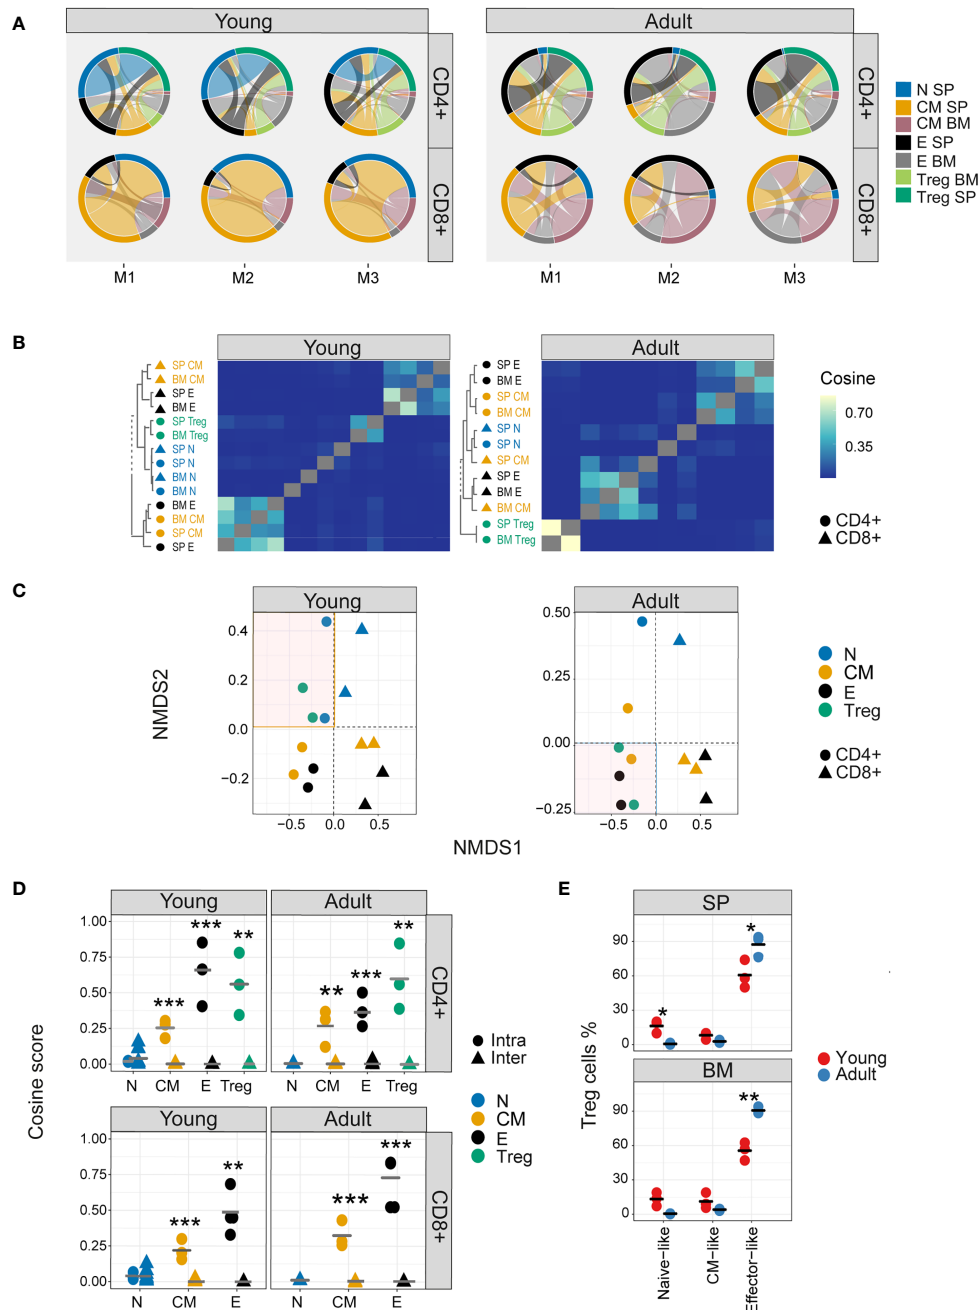 A
Young
Adult
CD4+
CD8+
CD4+
CD8+
M1
M2
M3
M1
M2
M3
N SP
CM SP
CM BM
E SP
E BM
Treg BM
Treg SP
B
Young
SP CM
BM CM
SP E
BM E
SP Treg
BM Treg
SP N
SP N
BM N
BM N
BM E
BM CM
SP CM
SP E
Adult
SP E
BM E
SP CM
BM CM
SP N
SP N
SP CM
SP E
BM E
BM CM
SP Treg
BM Treg
Cosine
0.70
0.35
CD4+
CD8+
C
Young
NMDS2
0.4
0.2
0.0
−0.2
−0.5
0.0
0.5
Adult
0.50
0.25
0.00
−0.25
−0.5
0.0
0.5
NMDS1
N
CM
E
Treg
CD4+
CD8+
D
Cosine score
Young
Adult
CD4+
1.00
0.75
0.50
0.25
0.00
***
***
**
**
***
**
N
CM
E
Treg
N
CM
E
Treg
Young
Adult
CD8+
1.00
0.75
0.50
0.25
0.00
***
**
***
***
N
CM
E
N
CM
E
Intra
Inter
N
CM
E
Treg
E
Treg cells %
SP
90
60
30
0
*
*
BM
90
60
30
0
**
Naive−like
CM−like
Effector−like
Young
Adult